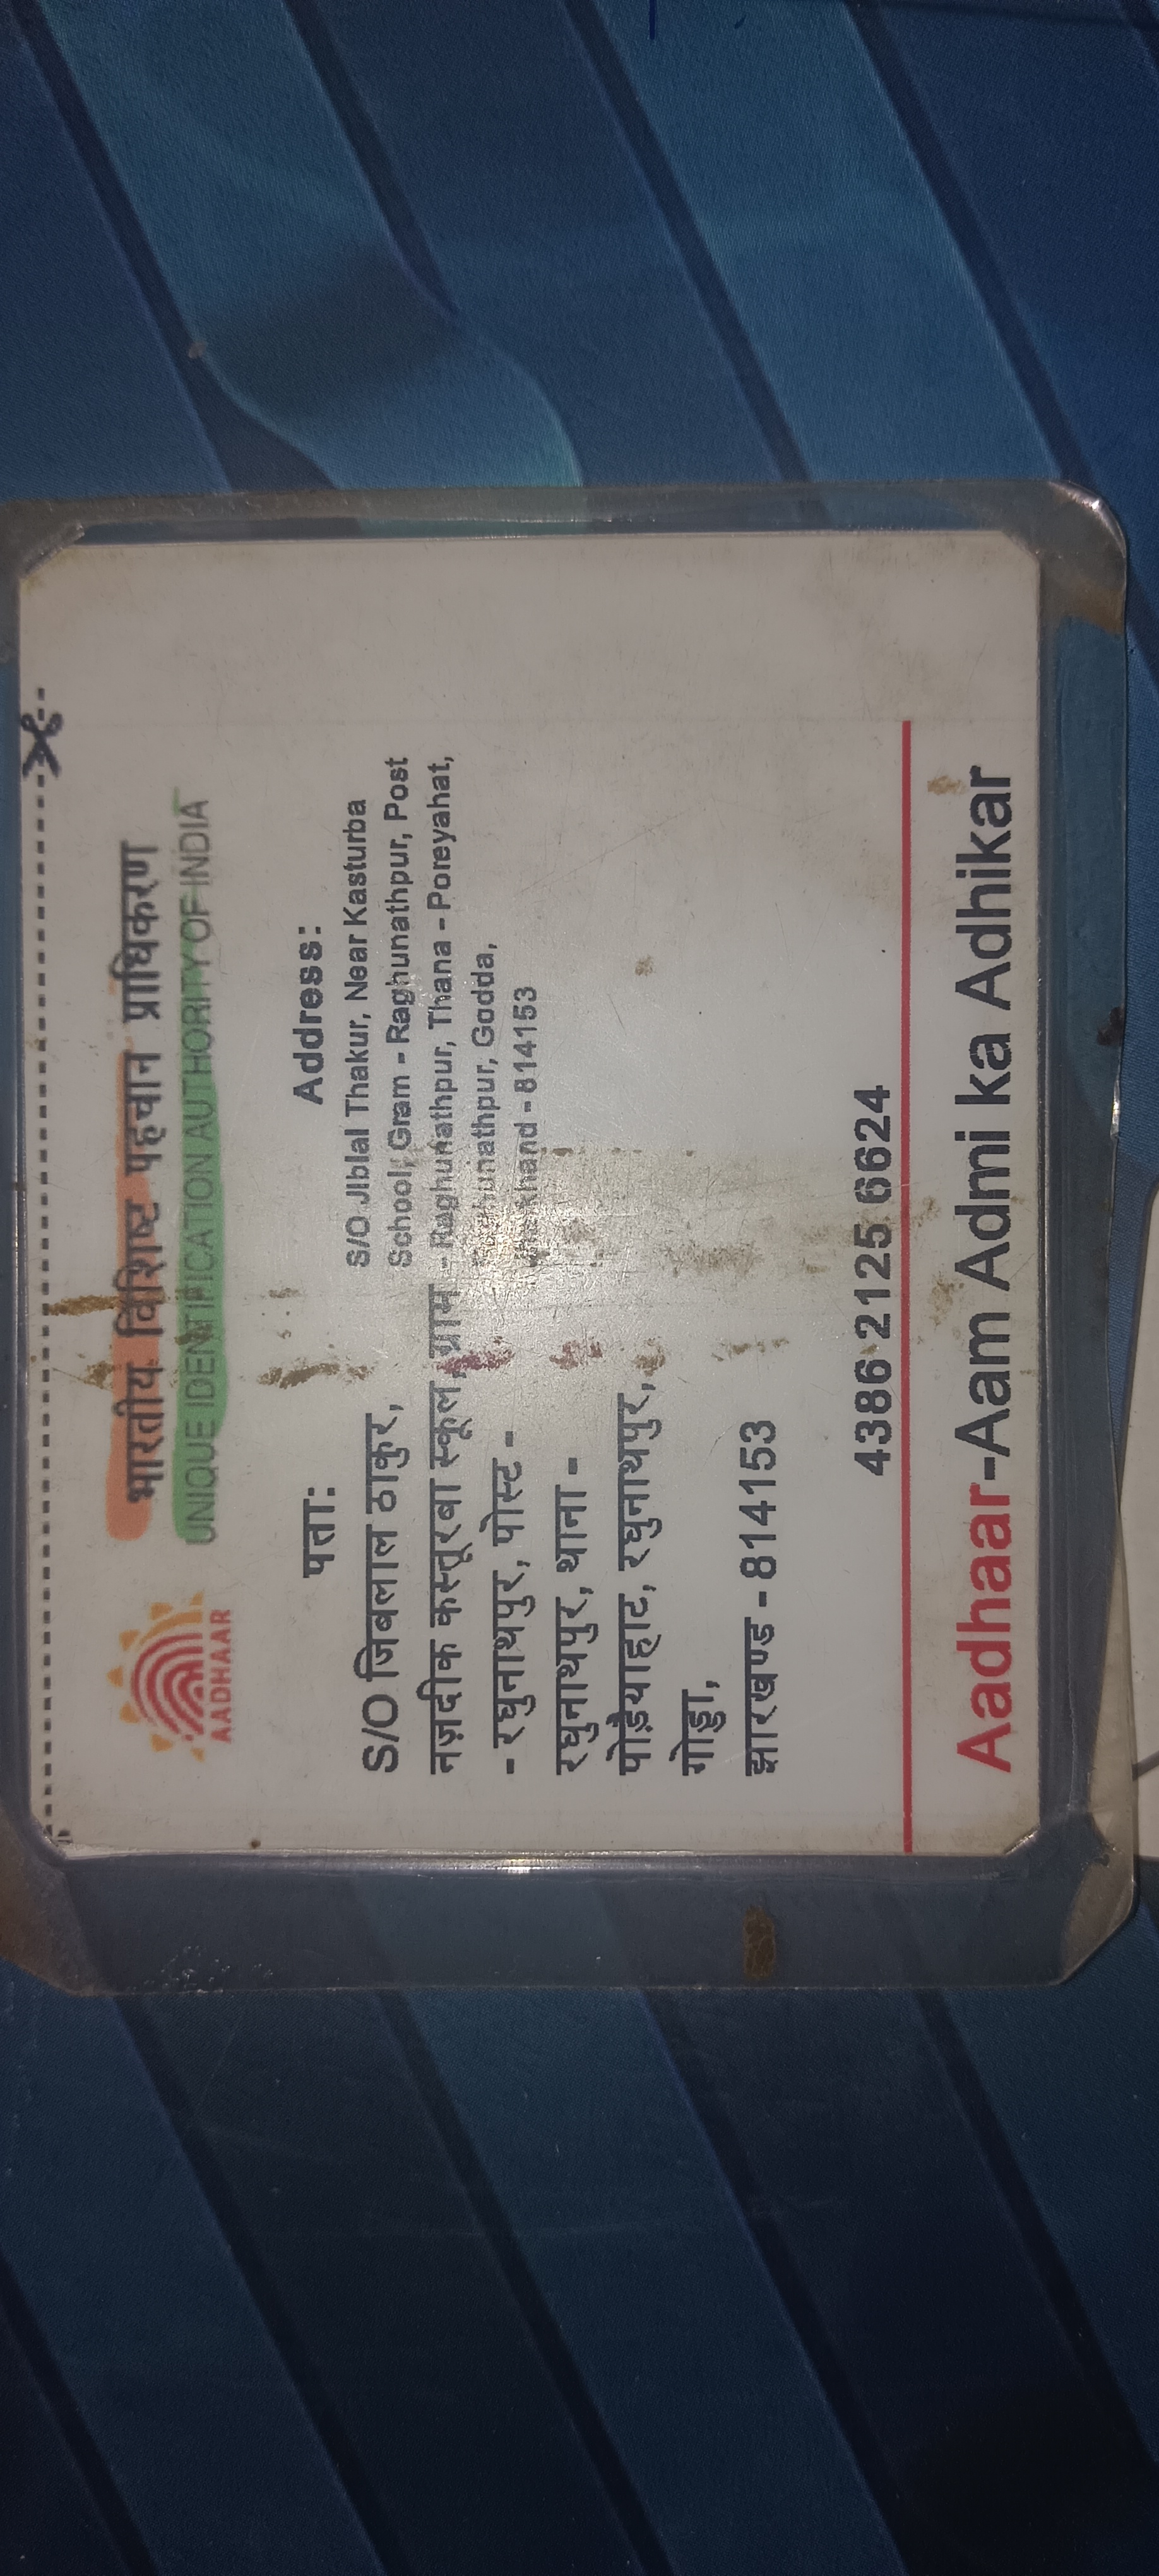 भारतीय विशिष्ट पहचान प्राधिकरण
UNIQUE IDENTIFICATION AUTHORITY OF INDIA
AADHAAR
पता:
S/O जिबलाल ठाकुर,
नज़दीक कस्तूरबा स्कूल, ग्राम
- रघुनाथपुर, पोस्ट -
रघुनाथपुर, थाना -
पोड़ैयाहाट, रघुनाथपुर,
गोड्डा,
झारखण्ड - 814153
Address:
S/O Jiblal Thakur, Near Kasturba
School, Gram - Raghunathpur, Post
- Raghunathpur, Thana - Poreyahat,
Godda,
- 814153
4386 2125 6624
Aadhaar-Aam Admi ka Adhikar